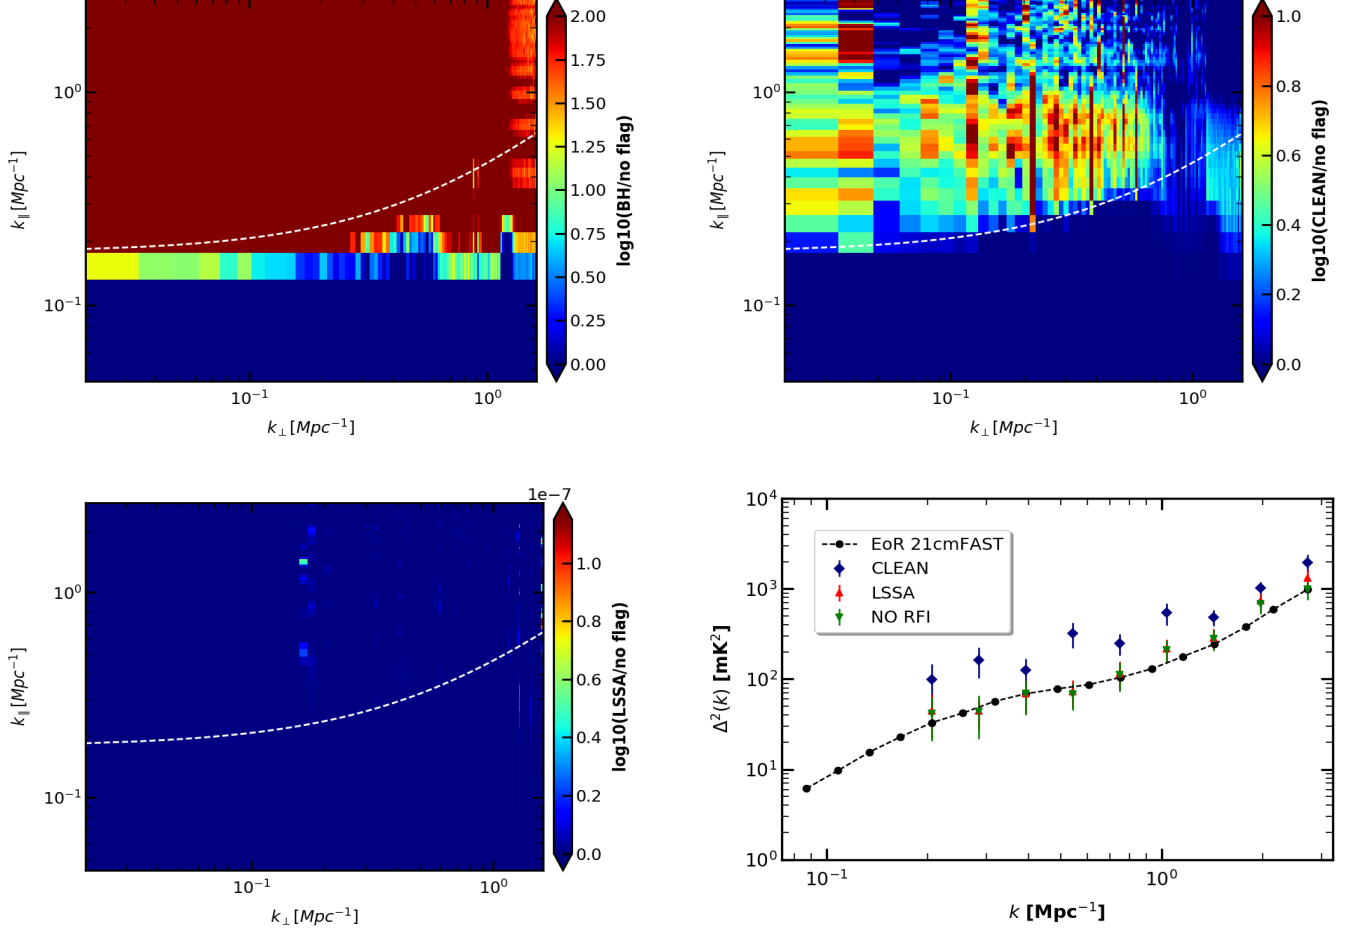 2.00
1.75
1.50
1.25
1.00
0.75
0.50
0.25
0.00
log10(BH/no flag)
10⁰
10⁻¹
k∥ [Mpc⁻¹]
10⁻¹ 10⁰
k⊥ [Mpc⁻¹]
1.0
0.8
0.6
0.4
0.2
0.0
log10(CLEAN/no flag)
10⁰
10⁻¹
k∥ [Mpc⁻¹]
10⁻¹ 10⁰
k⊥ [Mpc⁻¹]
1e−7
1.0
0.8
0.6
0.4
0.2
0.0
log10(LSSA/no flag)
10⁰
10⁻¹
k∥ [Mpc⁻¹]
10⁻¹ 10⁰
k⊥ [Mpc⁻¹]
10⁴
10³
10²
10¹
10⁰
Δ²(k) [mK²]
EoR 21cmFAST
CLEAN
LSSA
NO RFI
10⁻¹ 10⁰
k [Mpc⁻¹]